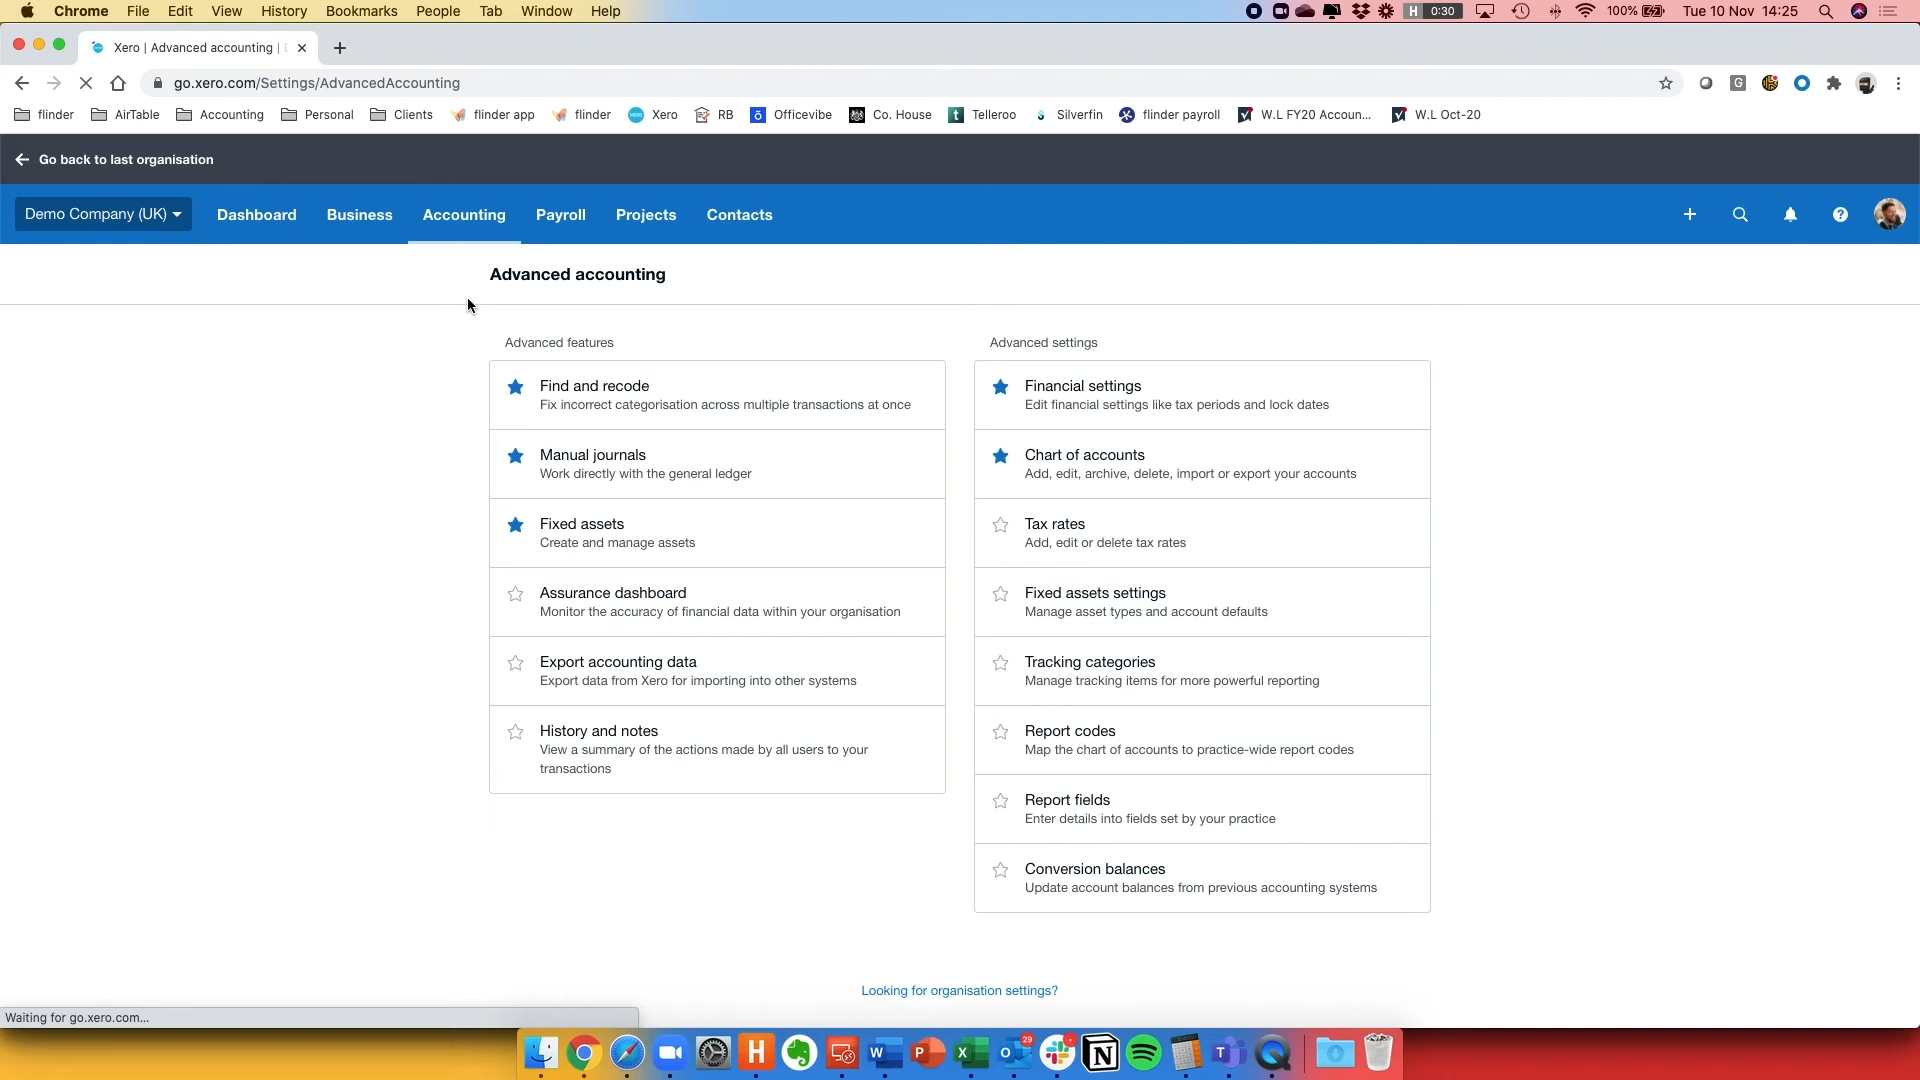 Chrome File Edit View History Bookmarks People Tab Window Help H 0:30 100% Tue 10 Nov 14:25
Xero | Advanced accounting |
go.xero.com/Settings/AdvancedAccounting
flinder AirTable Accounting Personal Clients flinder app flinder Xero RB Officevibe Co. House Telleroo Silverfin flinder payroll W.L FY20 Accoun... W.L Oct-20
Go back to last organisation
Demo Company (UK) Dashboard Business Accounting Payroll Projects Contacts
Advanced accounting
Advanced features
Find and recode
Fix incorrect categorisation across multiple transactions at once
Manual journals
Work directly with the general ledger
Fixed assets
Create and manage assets
Assurance dashboard
Monitor the accuracy of financial data within your organisation
Export accounting data
Export data from Xero for importing into other systems
History and notes
View a summary of the actions made by all users to your
transactions
Advanced settings
Financial settings
Edit financial settings like tax periods and lock dates
Chart of accounts
Add, edit, archive, delete, import or export your accounts
Tax rates
Add, edit or delete tax rates
Fixed assets settings
Manage asset types and account defaults
Tracking categories
Manage tracking items for more powerful reporting
Report codes
Map the chart of accounts to practice-wide report codes
Report fields
Enter details into fields set by your practice
Conversion balances
Update account balances from previous accounting systems
Looking for organisation settings?
Waiting for go.xero.com...
29